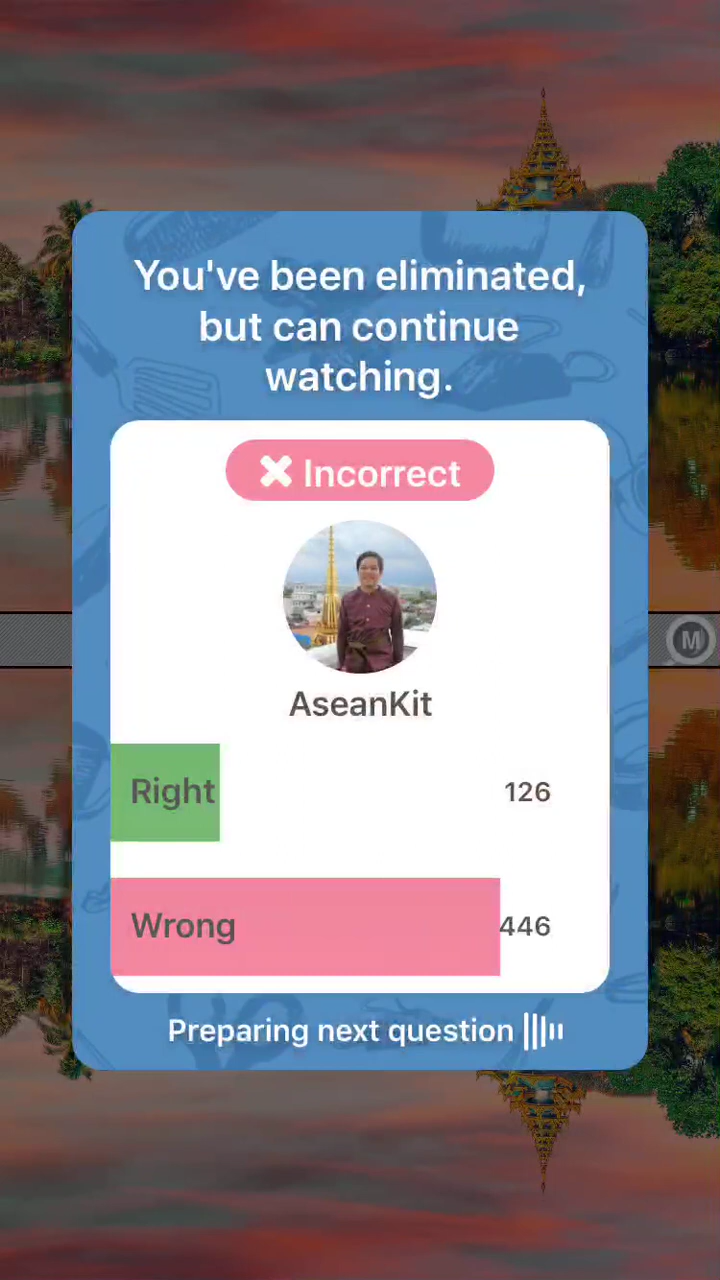 You've been eliminated,
but can continue
watching.
Incorrect
M
AseanKit
Right 126
Wrong 446
Preparing next question